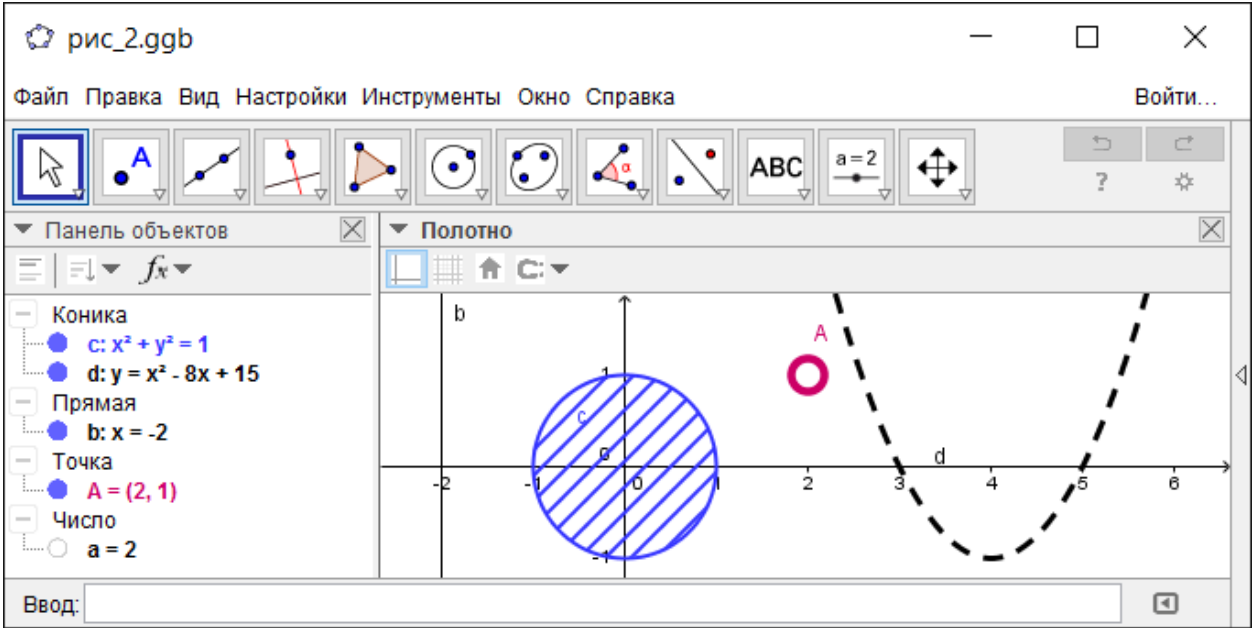 рис_2.ggb
Файл Правка Вид Настройки Инструменты Окно Справка Войти...
A α ABC a=2 ?
Панель объектов
Полотно
fx
Коника
c: x² + y² = 1
d: y = x² - 8x + 15
Прямая
b: x = -2
Точка
A = (2, 1)
Число
a = 2
b
A
1
c
0
d
-2 -1 0 1 2 3 4 5 6
-1
Ввод: